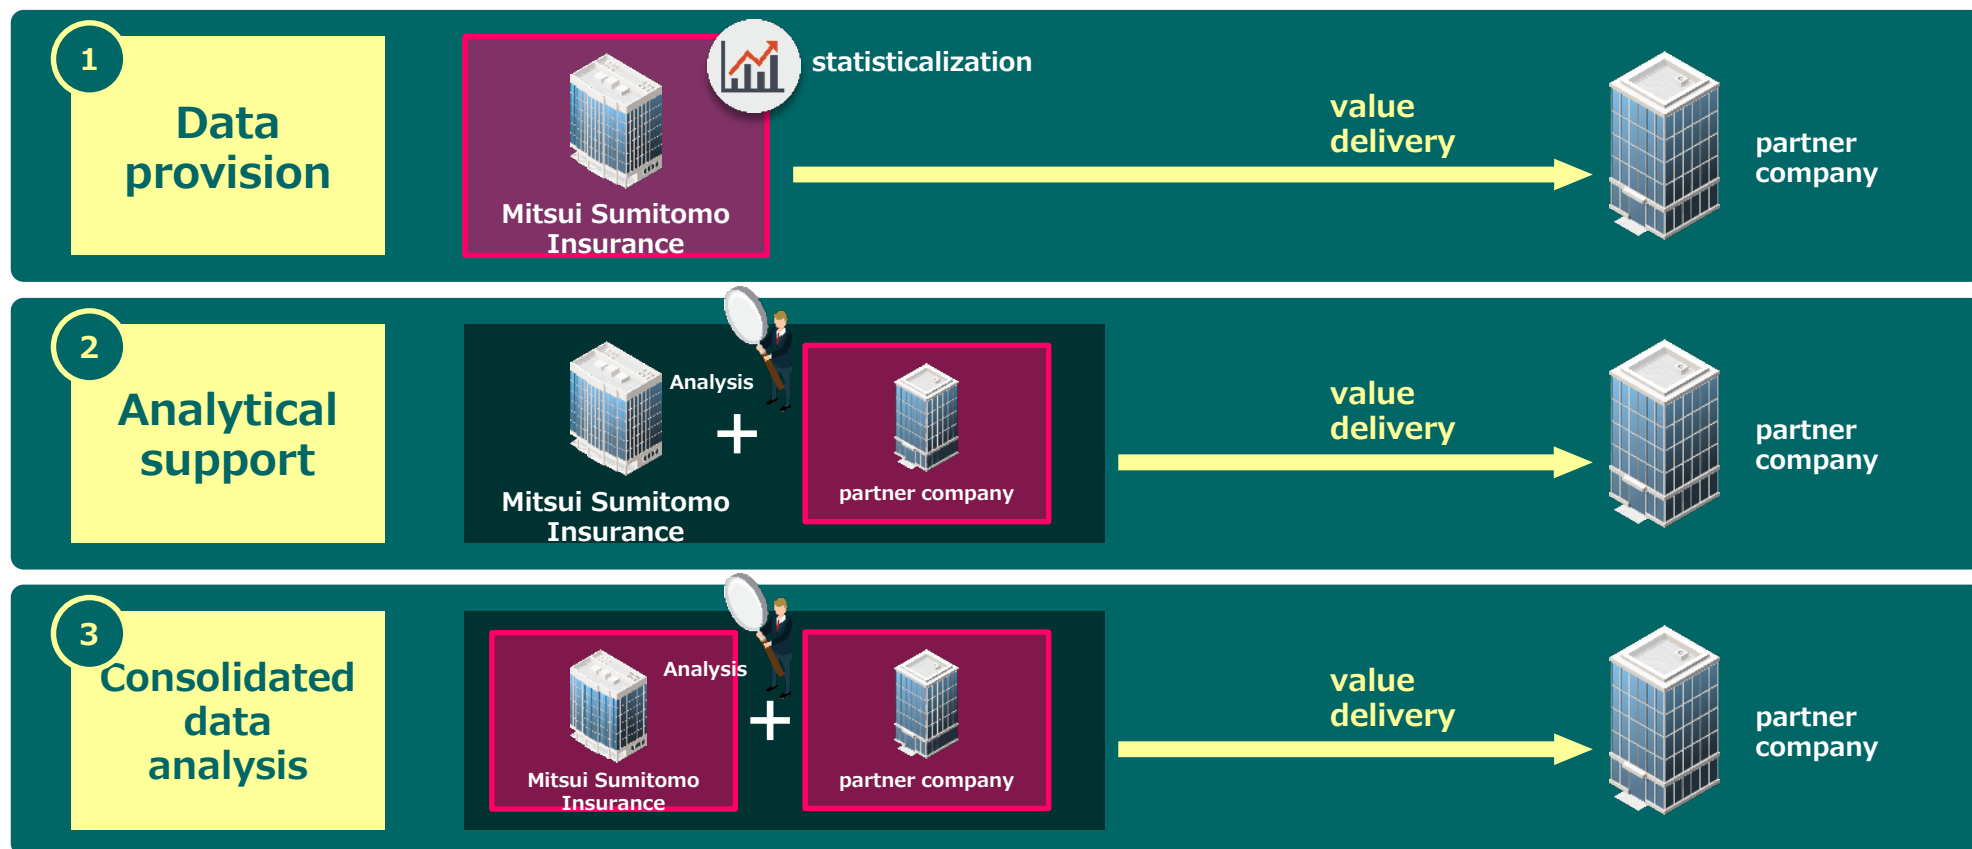 1
Data
provision
statisticalization
Mitsui Sumitomo
Insurance
value
delivery
partner
company
2
Analytical
support
Analysis
+
Mitsui Sumitomo
Insurance
partner company
value
delivery
partner
company
3
Consolidated
data
analysis
Analysis
+
Mitsui Sumitomo
Insurance
partner company
value
delivery
partner
company